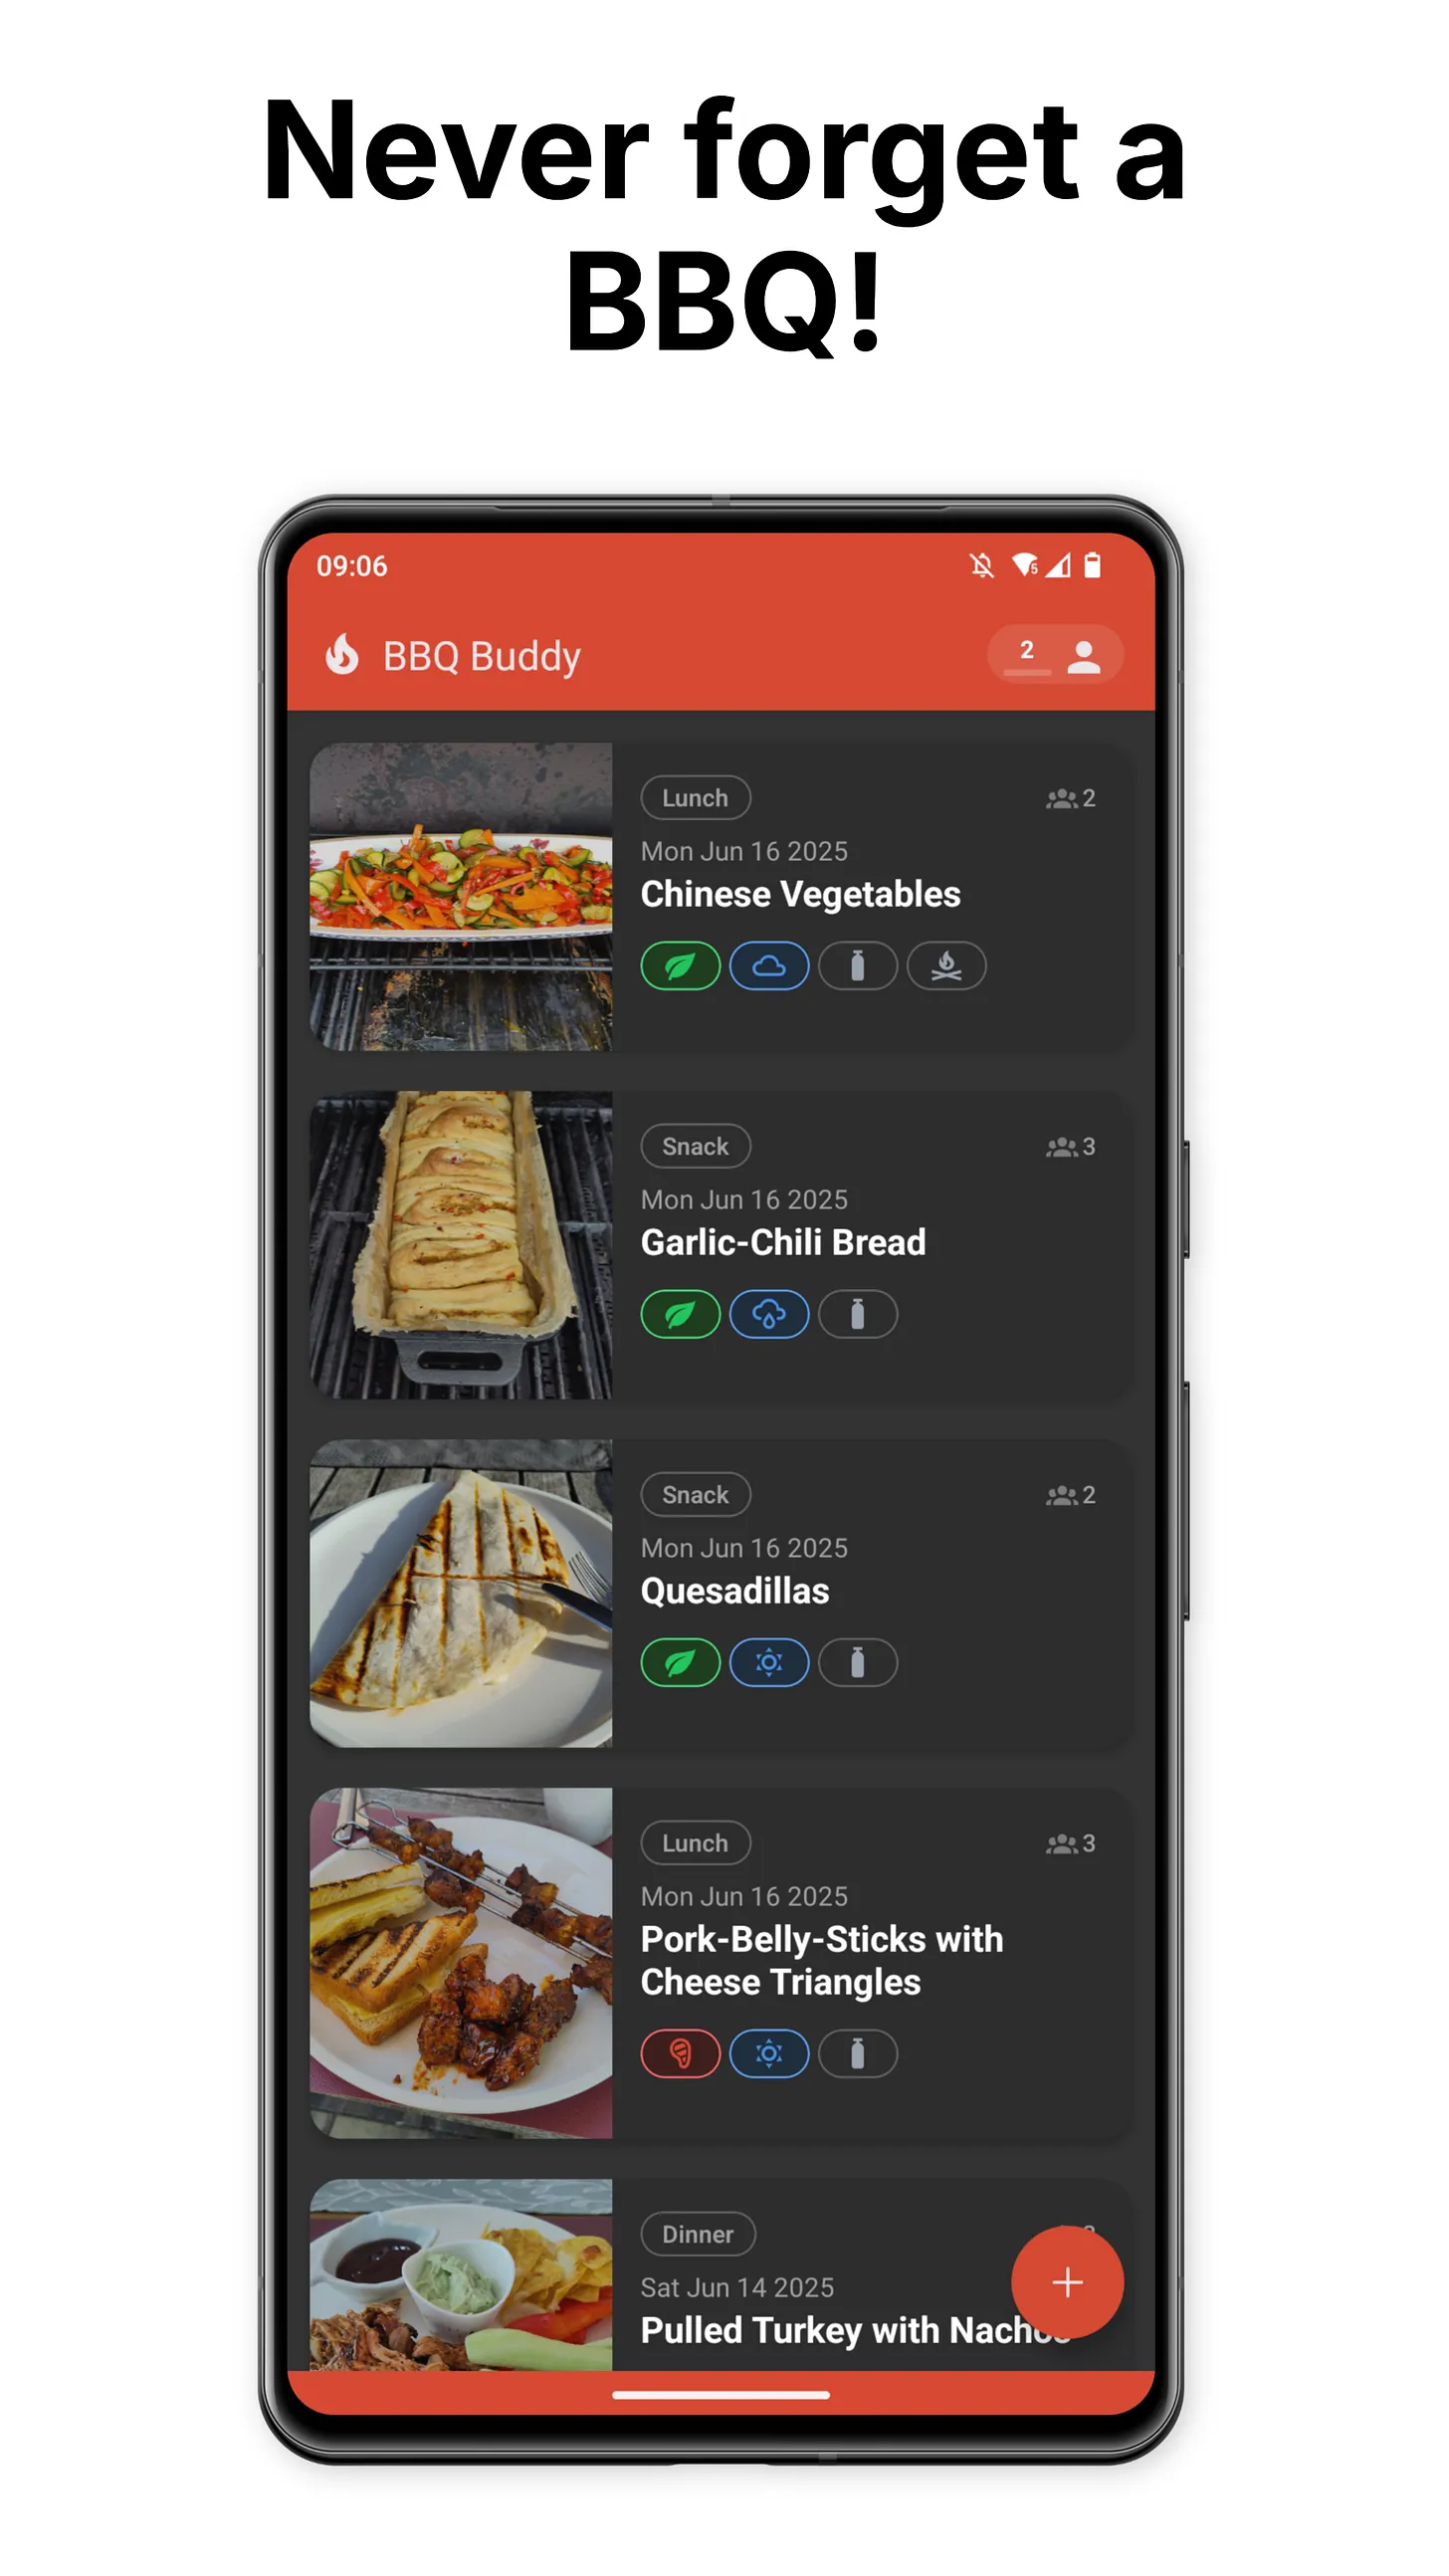 Never forget a
BBQ!
09:06
5
BBQ Buddy
2
Lunch
2
Mon Jun 16 2025
Chinese Vegetables
Snack
3
Mon Jun 16 2025
Garlic-Chili Bread
Snack
2
Mon Jun 16 2025
Quesadillas
Lunch
3
Mon Jun 16 2025
Pork-Belly-Sticks with
Cheese Triangles
Dinner
Sat Jun 14 2025
Pulled Turkey with Nachos